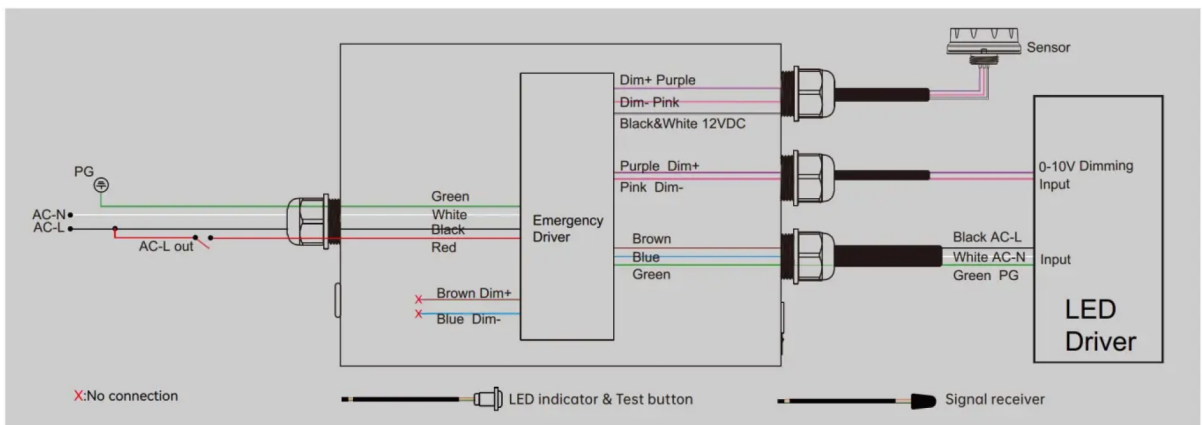 Sensor
Dim+ Purple
Dim- Pink
Black&White 12VDC
PG
Purple Dim+
Pink Dim-
0-10V Dimming
Input
Green
AC-N
White
AC-L
Black
AC-L out
Red
Emergency
Driver
Brown
Blue
Green
Black AC-L
White AC-N
Green PG
Input
Brown Dim+
Blue Dim-
LED
Driver
X:No connection
LED indicator & Test button
Signal receiver
X
X